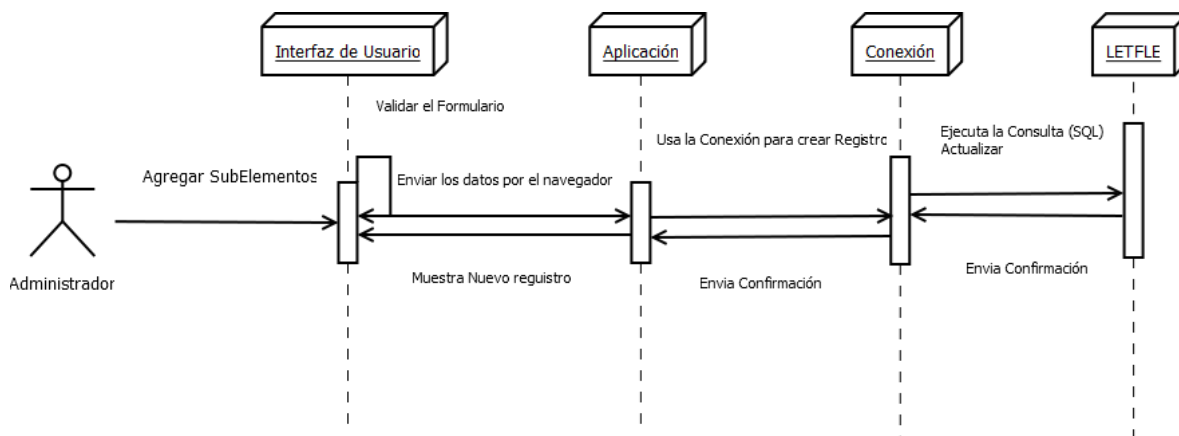 Interfaz de Usuario
Aplicación
Conexión
LETFLE
Validar el Formulario
Usa la Conexión para crear Registro
Ejecuta la Consulta (SQL)
Actualizar
Agregar SubElementos
Enviar los datos por el navegador
Administrador
Muestra Nuevo reguistro
Envia Confirmación
Envia Confirmación